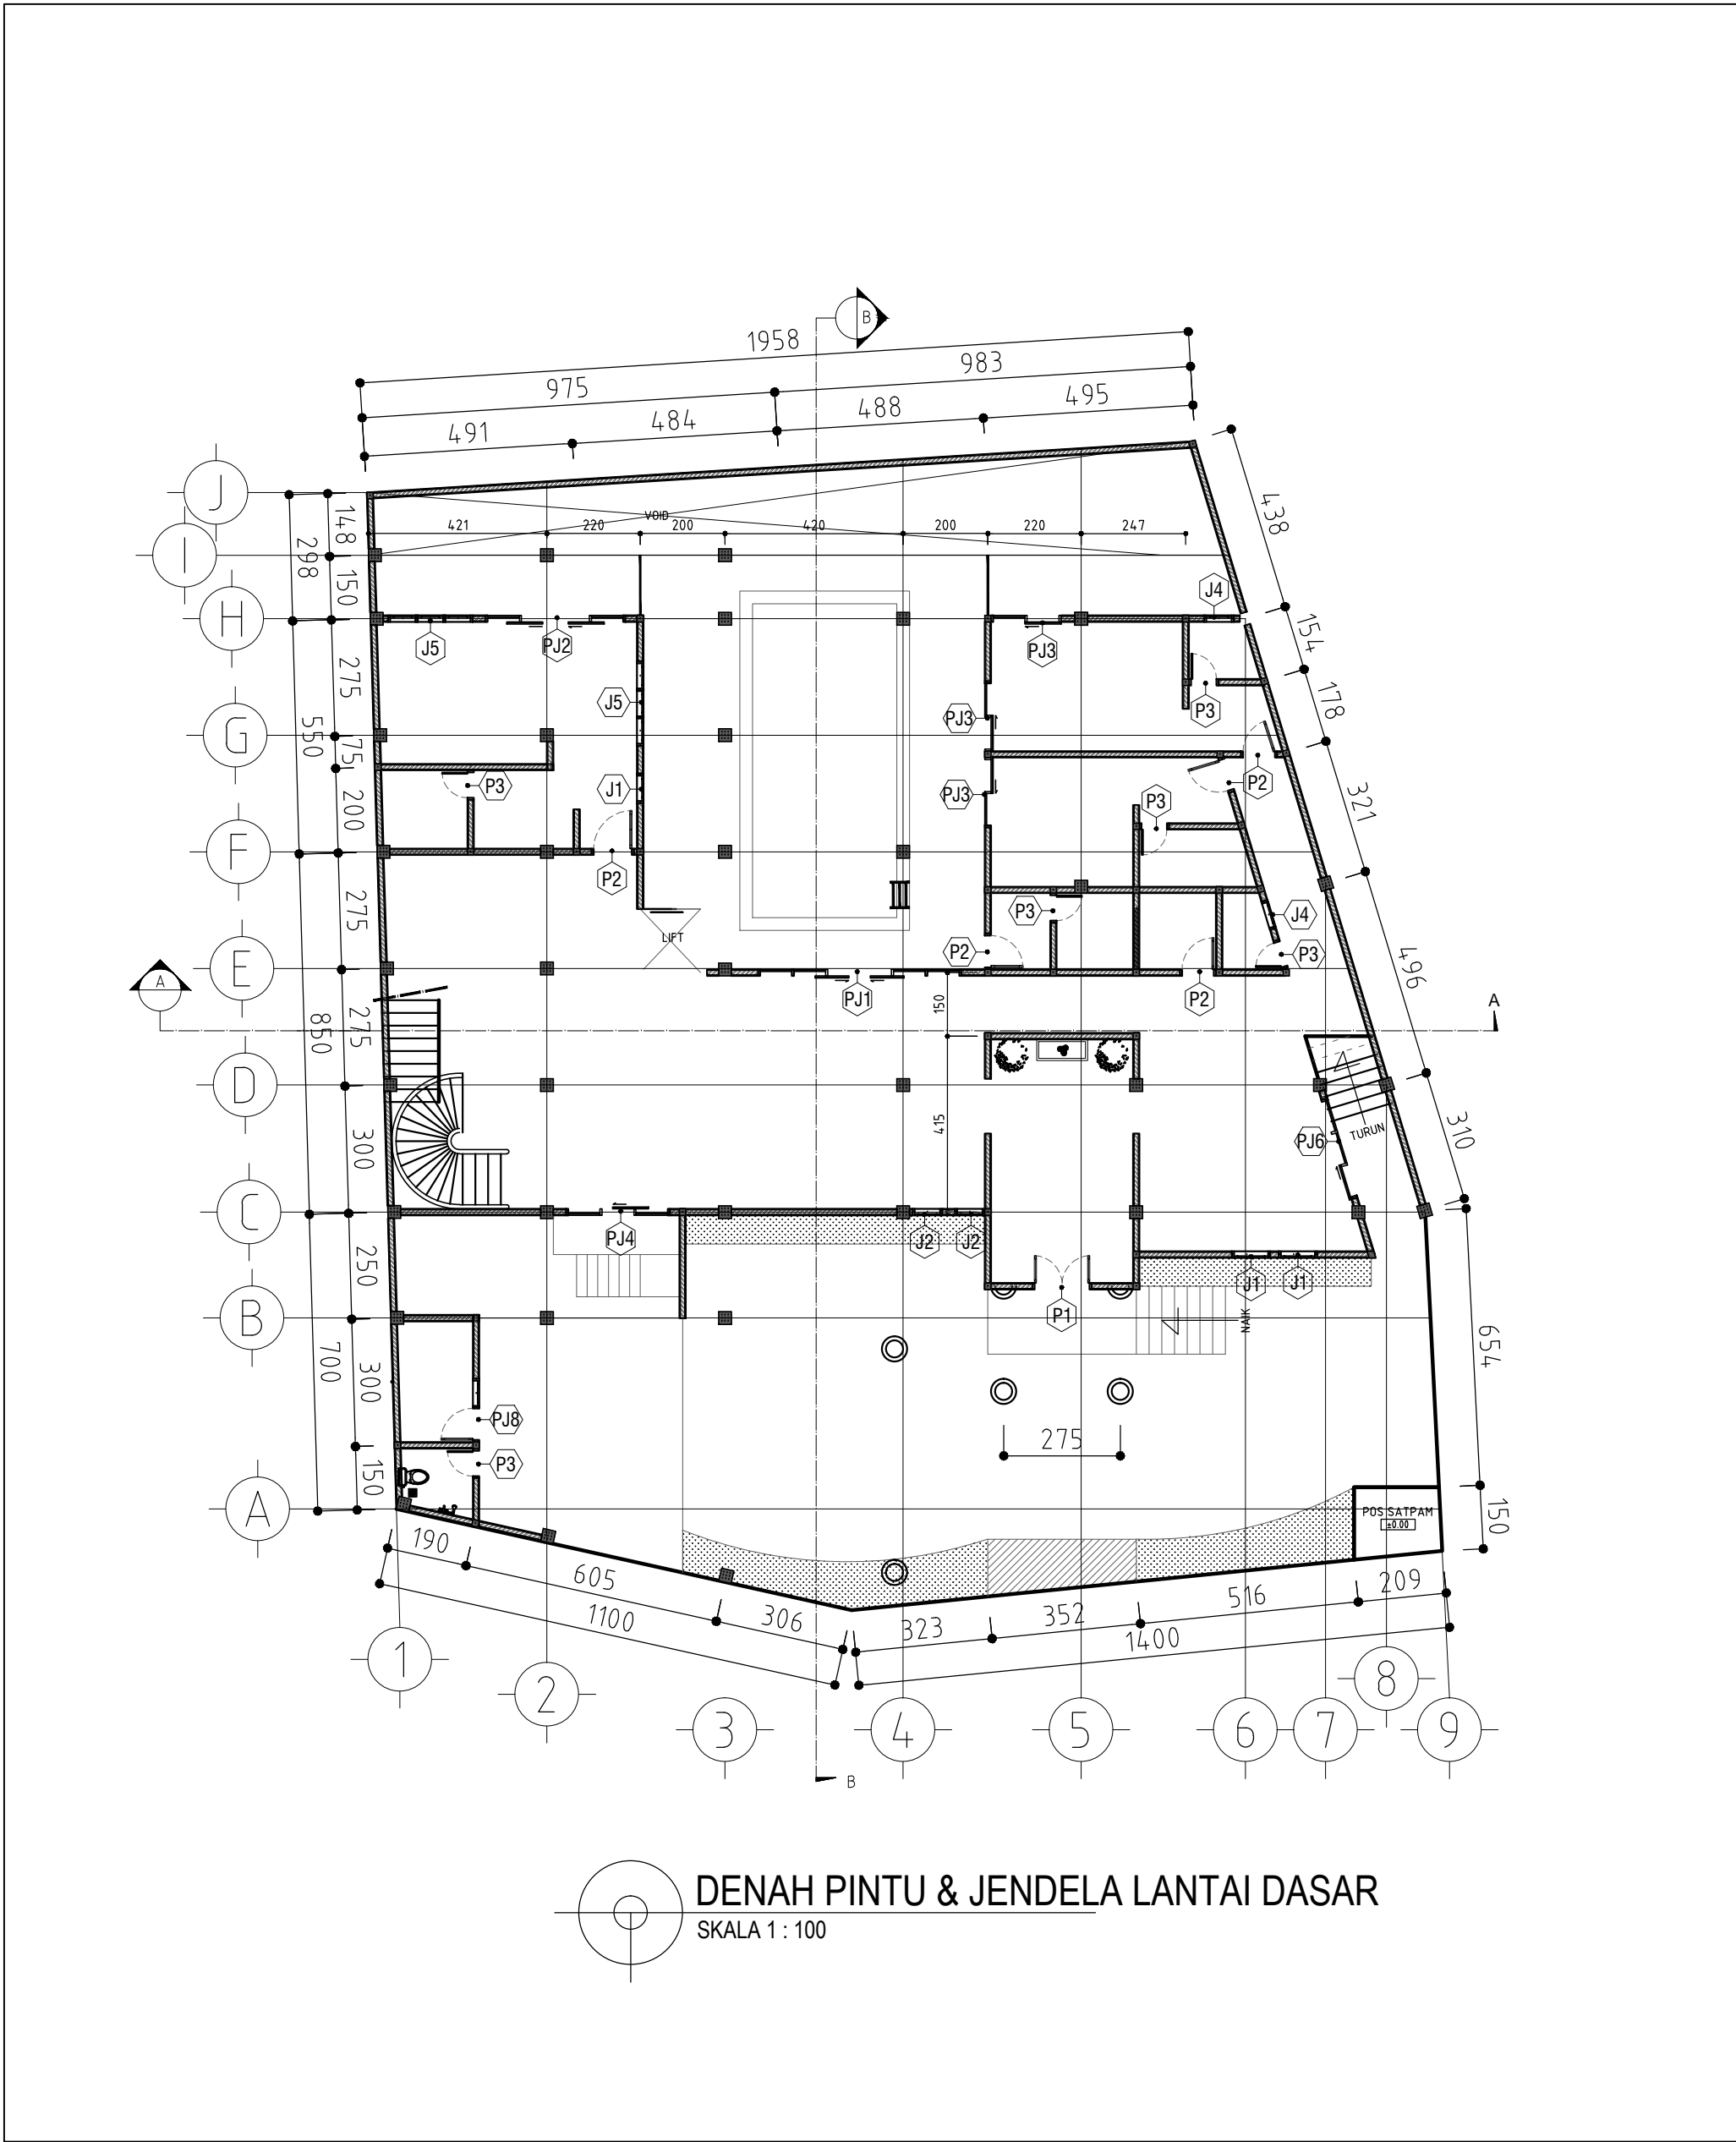 B
1958
975
983
491
484
488
495
J
I
H
G
F
E
D
C
B
A
148
298
150
275
550
75
200
275
850
275
300
250
700
300
150
438
154
178
321
496
310
654
150
VOID
421
220
200
420
200
220
247
J4
J5
PJ2
PJ3
J5
PJ3
P3
P3
J1
PJ3
P3
P2
P2
P3
J4
LIFT
P2
P3
A
PJ1
P2
150
A
415
PJ6
TURUN
PJ4
J2
J2
J1
J1
P1
NAIK
PJ8
275
P3
POS SATPAM
±0.00
190
605
306
1100
323
352
516
209
1400
1
2
3
4
5
6
7
8
9
B
DENAH PINTU & JENDELA LANTAI DASAR
SKALA 1 : 100